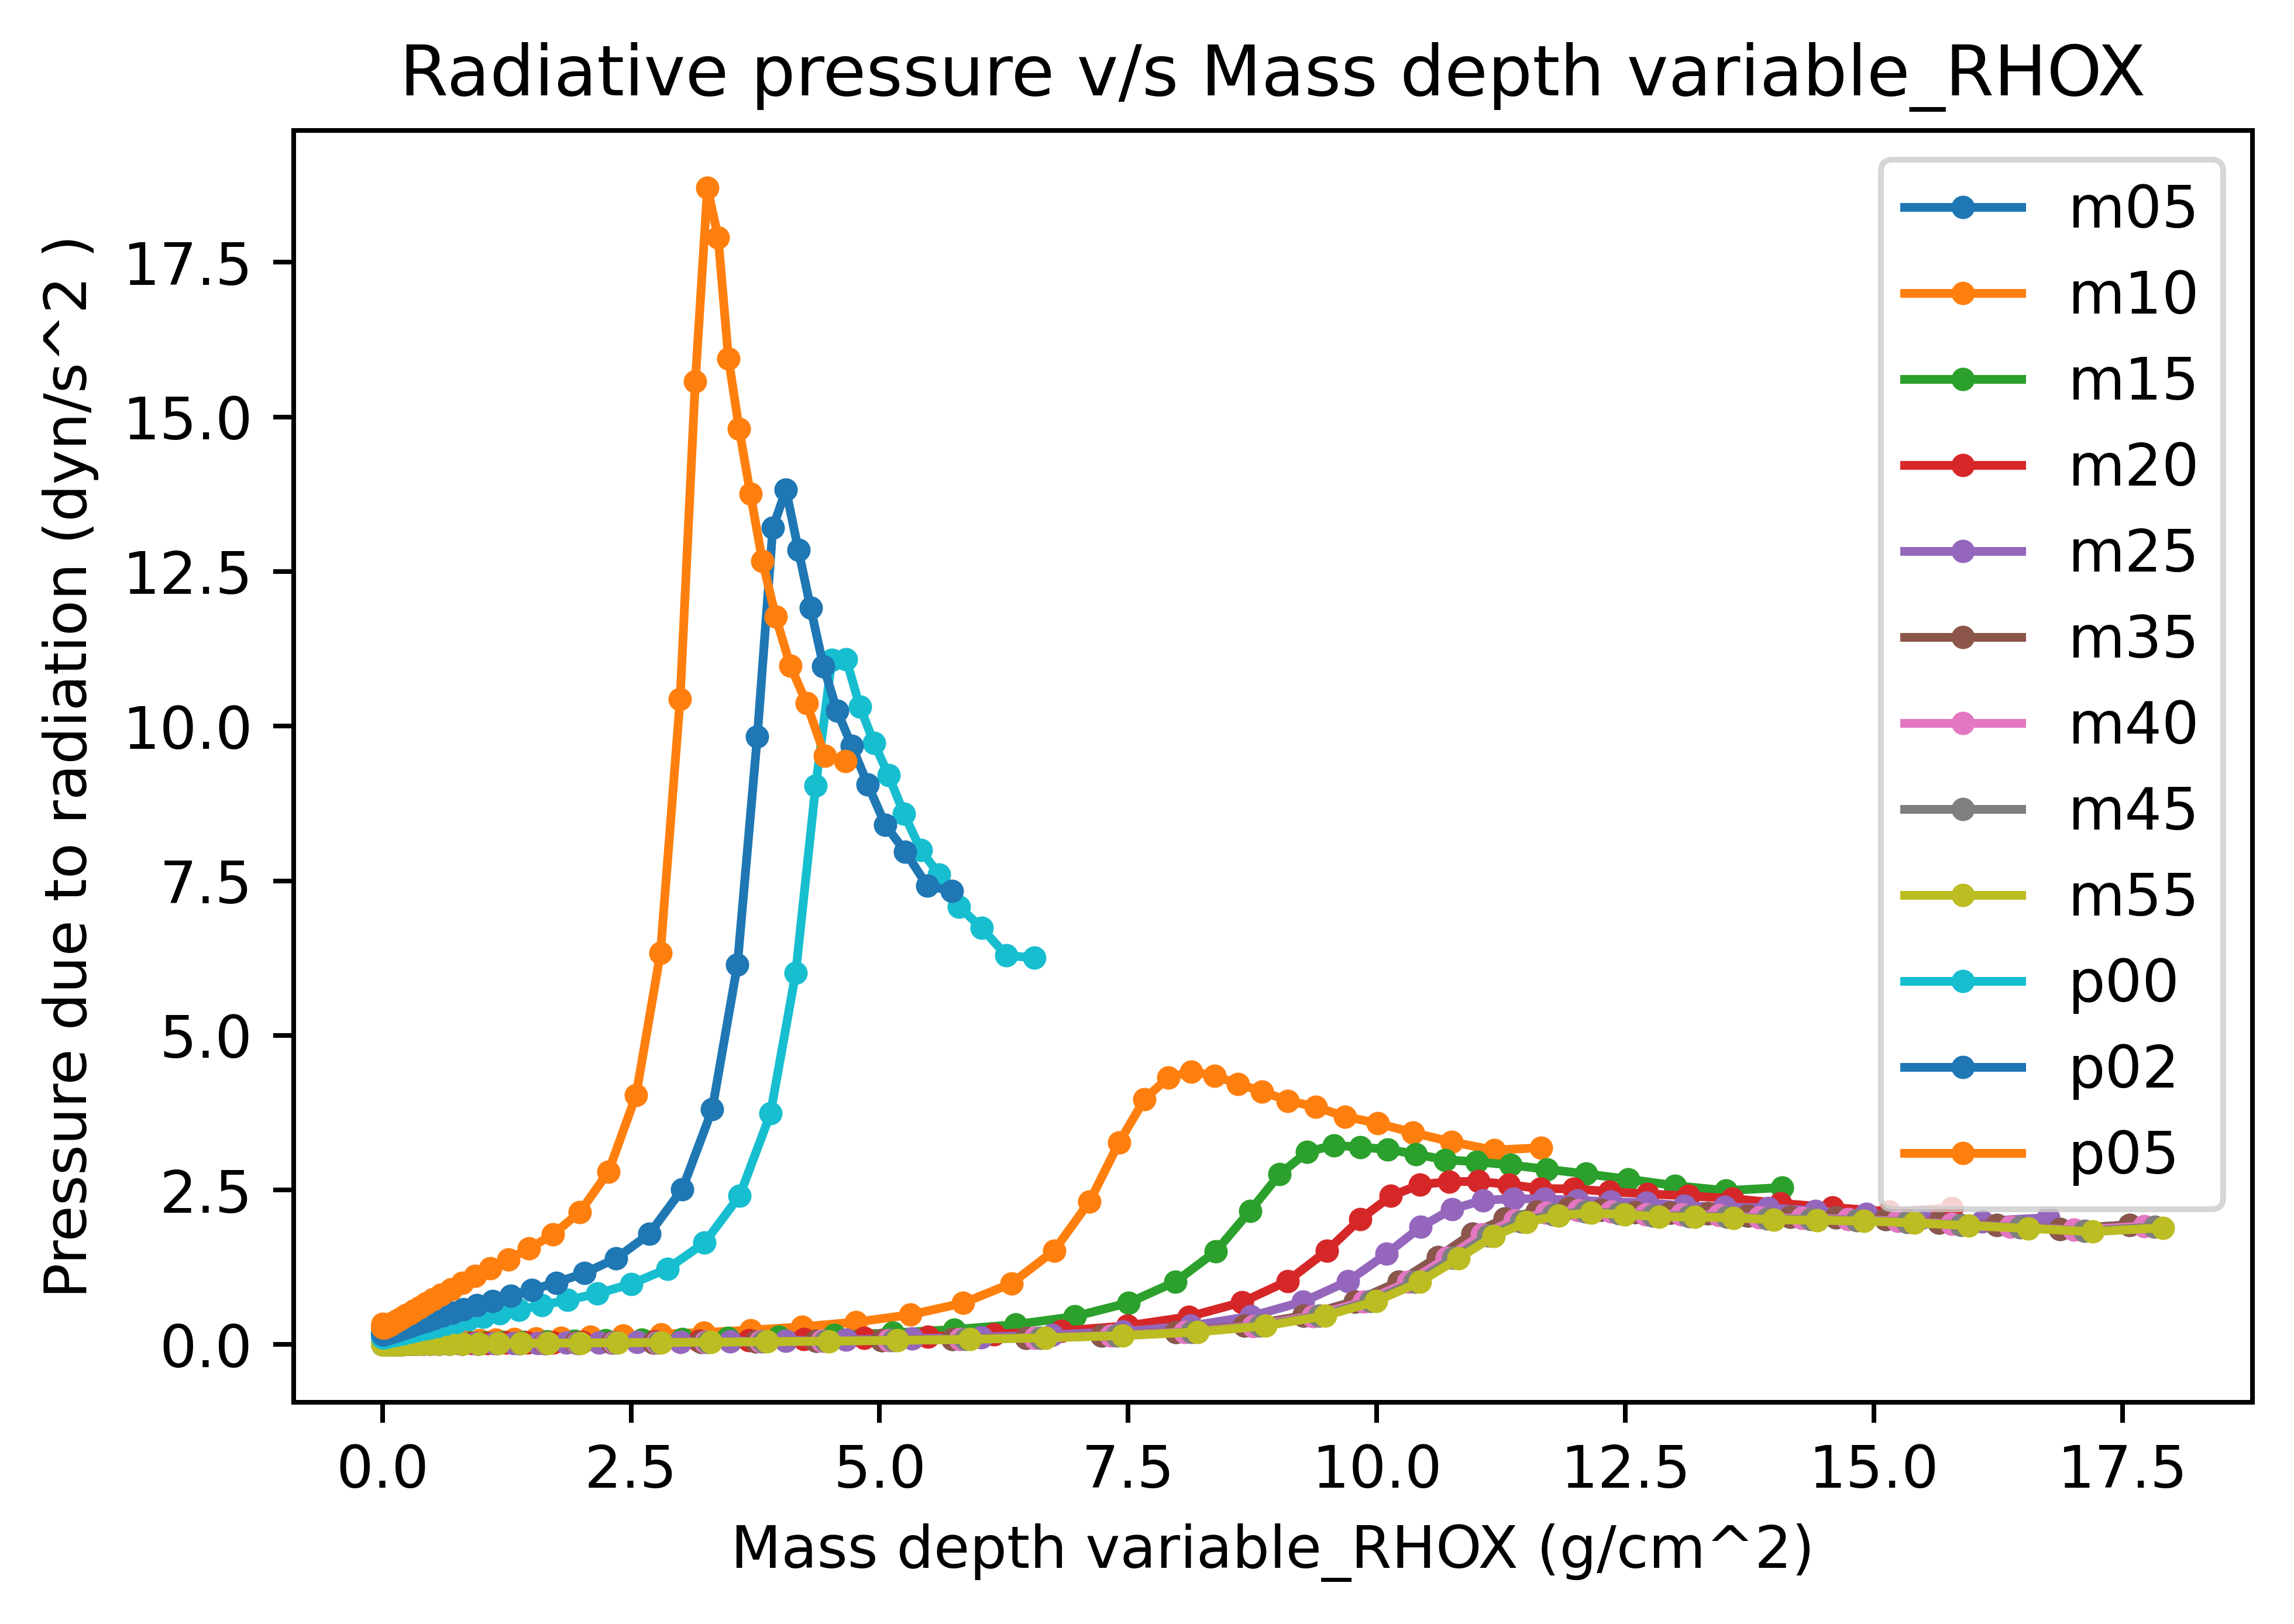 Radiative pressure v/s Mass depth variable_RHOX
Pressure due to radiation (dyn/s^2 )
17.5
15.0
12.5
10.0
7.5
5.0
2.5
0.0
m05
m10
m15
m20
m25
m35
m40
m45
m55
p00
p02
p05
0.0 2.5 5.0 7.5 10.0 12.5 15.0 17.5
Mass depth variable_RHOX (g/cm^2)